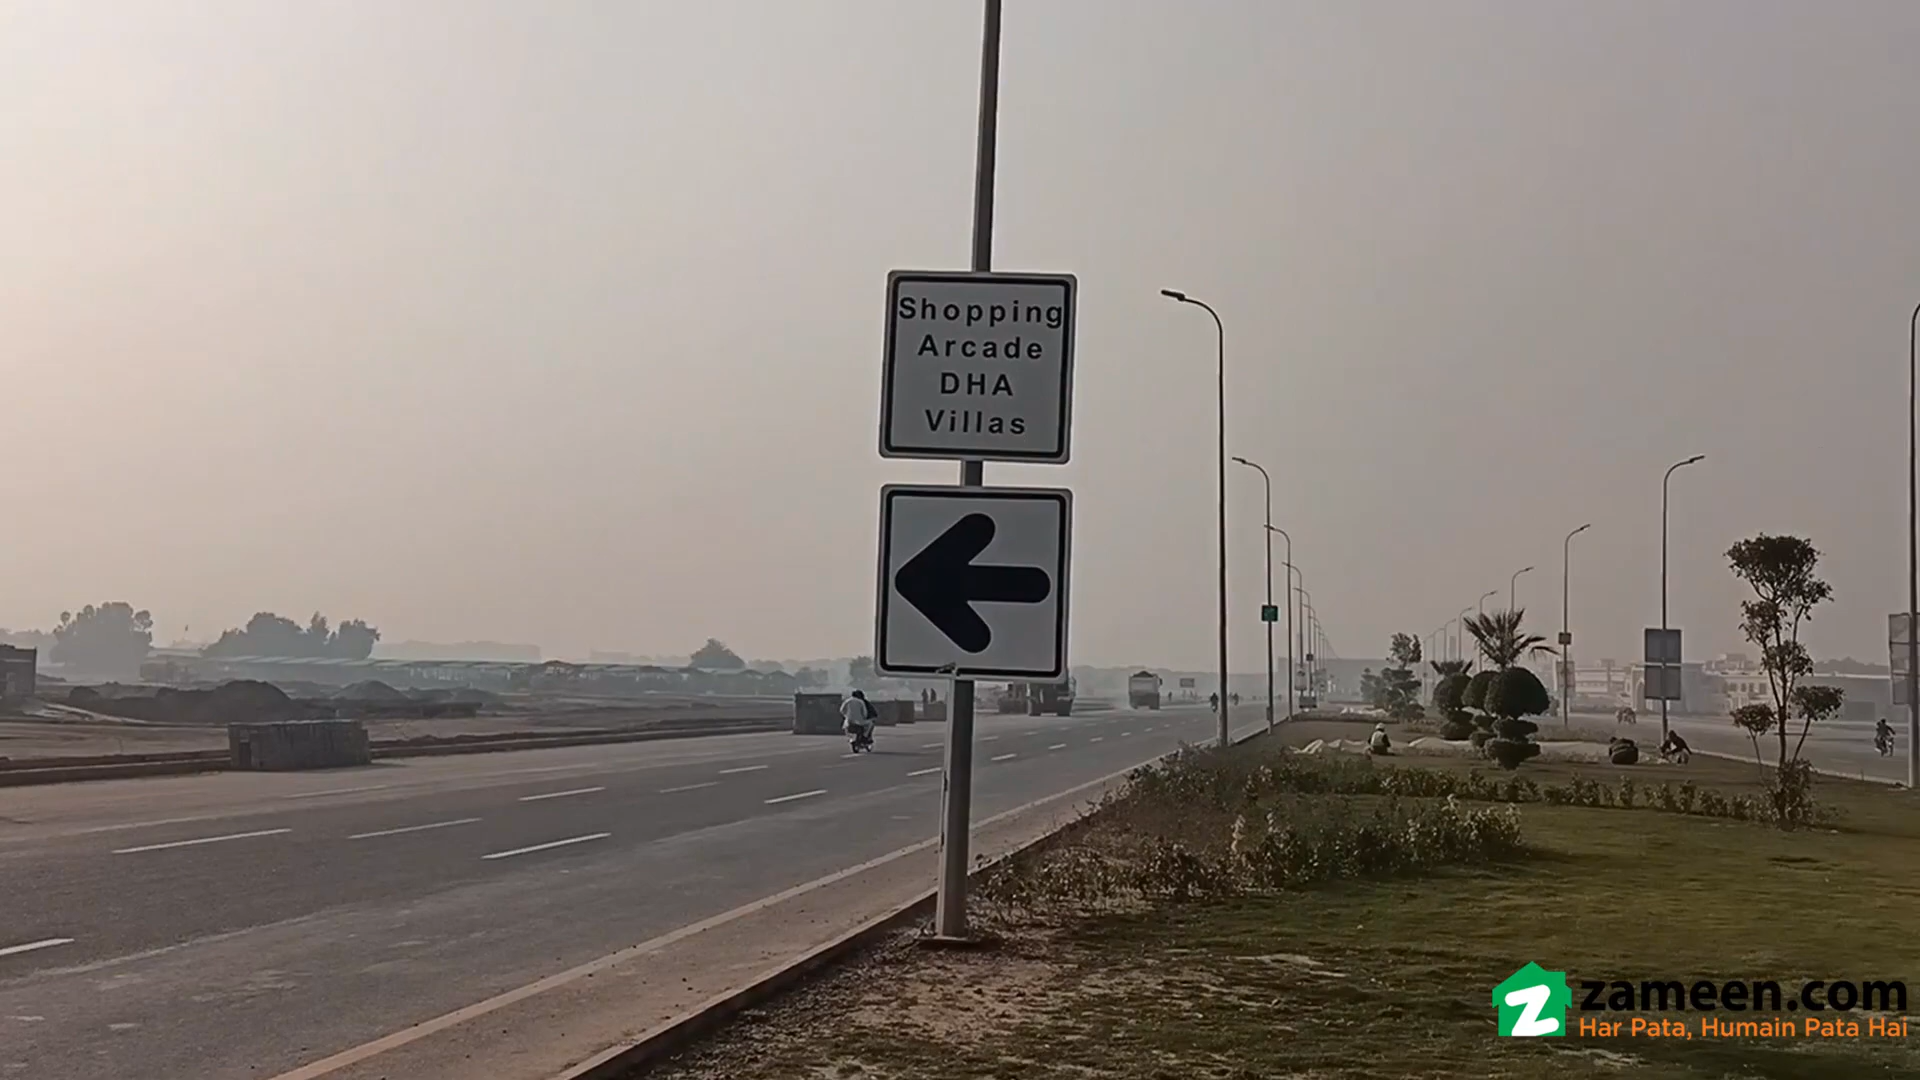 Shopping
Arcade
DHA
Villas
zameen.com
Har Pata, Humain Pata Hai